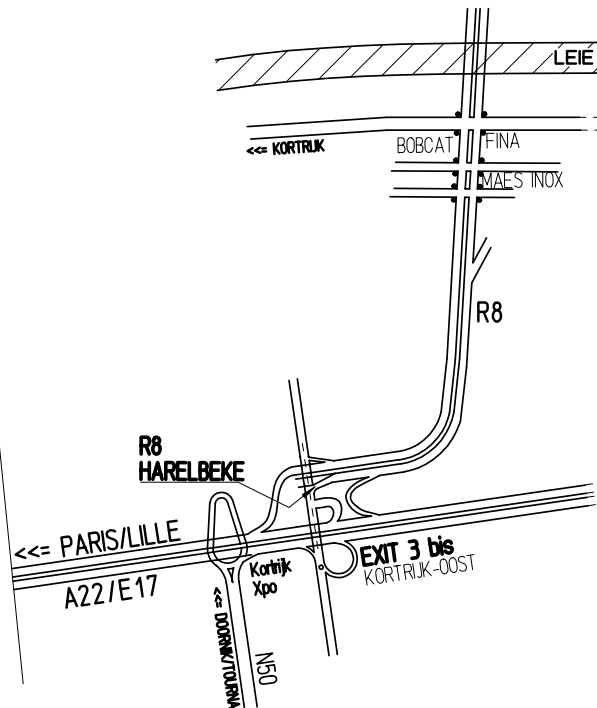 LEIE
BOBCAT
FINA
<<= KORTRIJK
MAES INOX
R8
R8
HARELBEKE
<<= PARIS/LILLE
A22/E17
Kortrijk
Xpo
EXIT 3 bis
KORTRIJK-OOST
<<= DOORNIK/TOURNA
N50